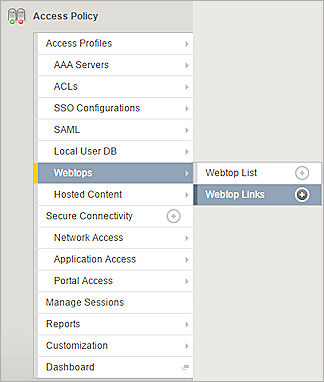 Access Policy
Access Profiles
AAA Servers
ACLs
SSO Configurations
SAML
Local User DB
Webtops
Webtop List
Hosted Content
Webtop Links
Secure Connectivity
Network Access
Application Access
Portal Access
Manage Sessions
Reports
Customization
Dashboard